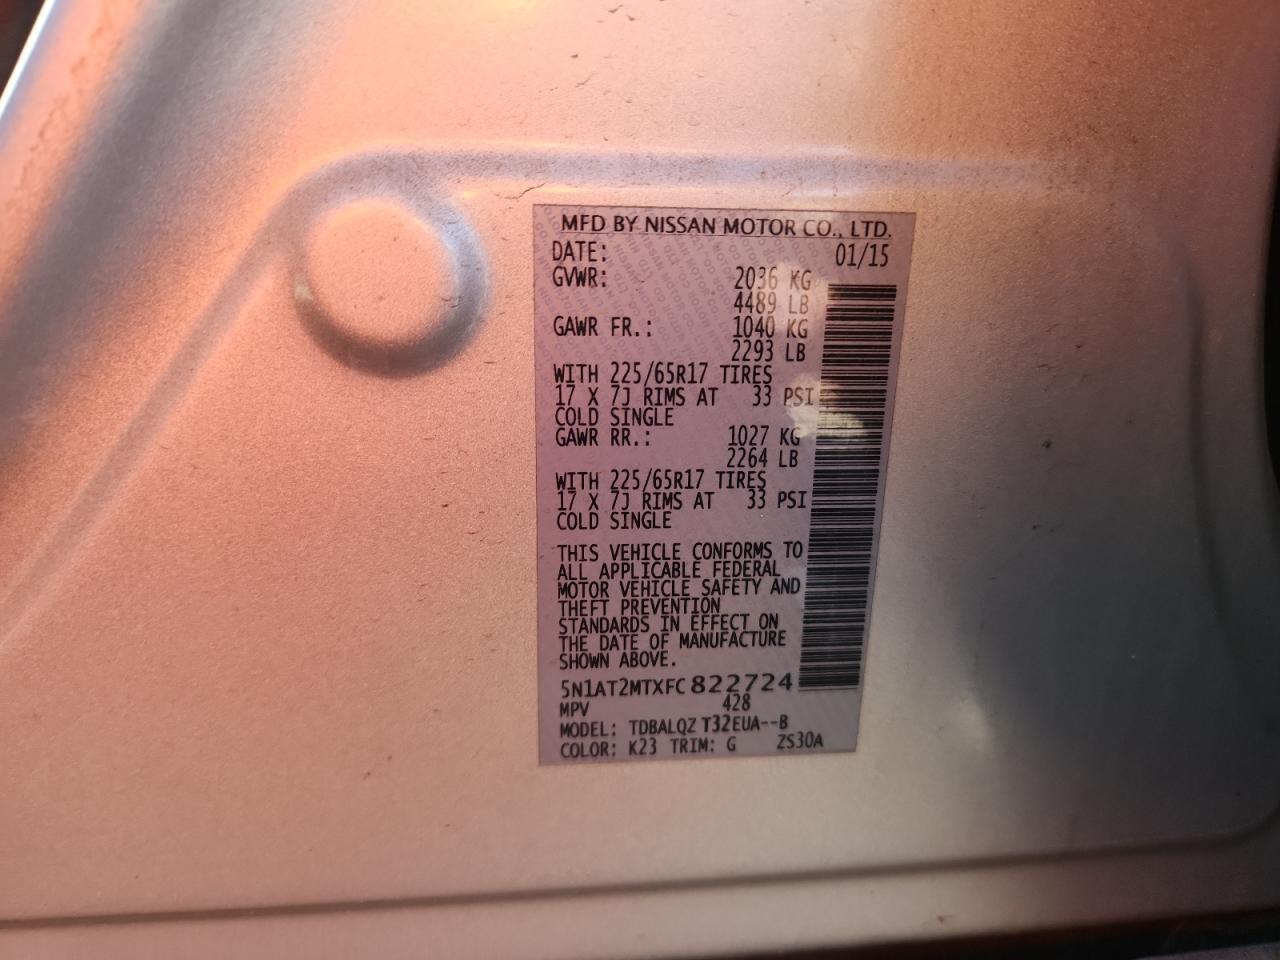 MFD BY NISSAN MOTOR CO., LTD.
DATE: 01/15
GVWR: 2036 KG
4489 LB
GAWR FR.: 1040 KG
2293 LB
WITH 225/65R17 TIRES
17 X 7J RIMS AT 33 PSI
COLD SINGLE
GAWR RR.: 1027 KG
2264 LB
WITH 225/65R17 TIRES
17 X 7J RIMS AT 33 PSI
COLD SINGLE
THIS VEHICLE CONFORMS TO
ALL APPLICABLE FEDERAL
MOTOR VEHICLE SAFETY AND
THEFT PREVENTION
STANDARDS IN EFFECT ON
THE DATE OF MANUFACTURE
SHOWN ABOVE.
5N1AT2MTXFC822724
MPV 428
MODEL: TDBALQZ T32EUA--B
COLOR: K23 TRIM: G ZS30A